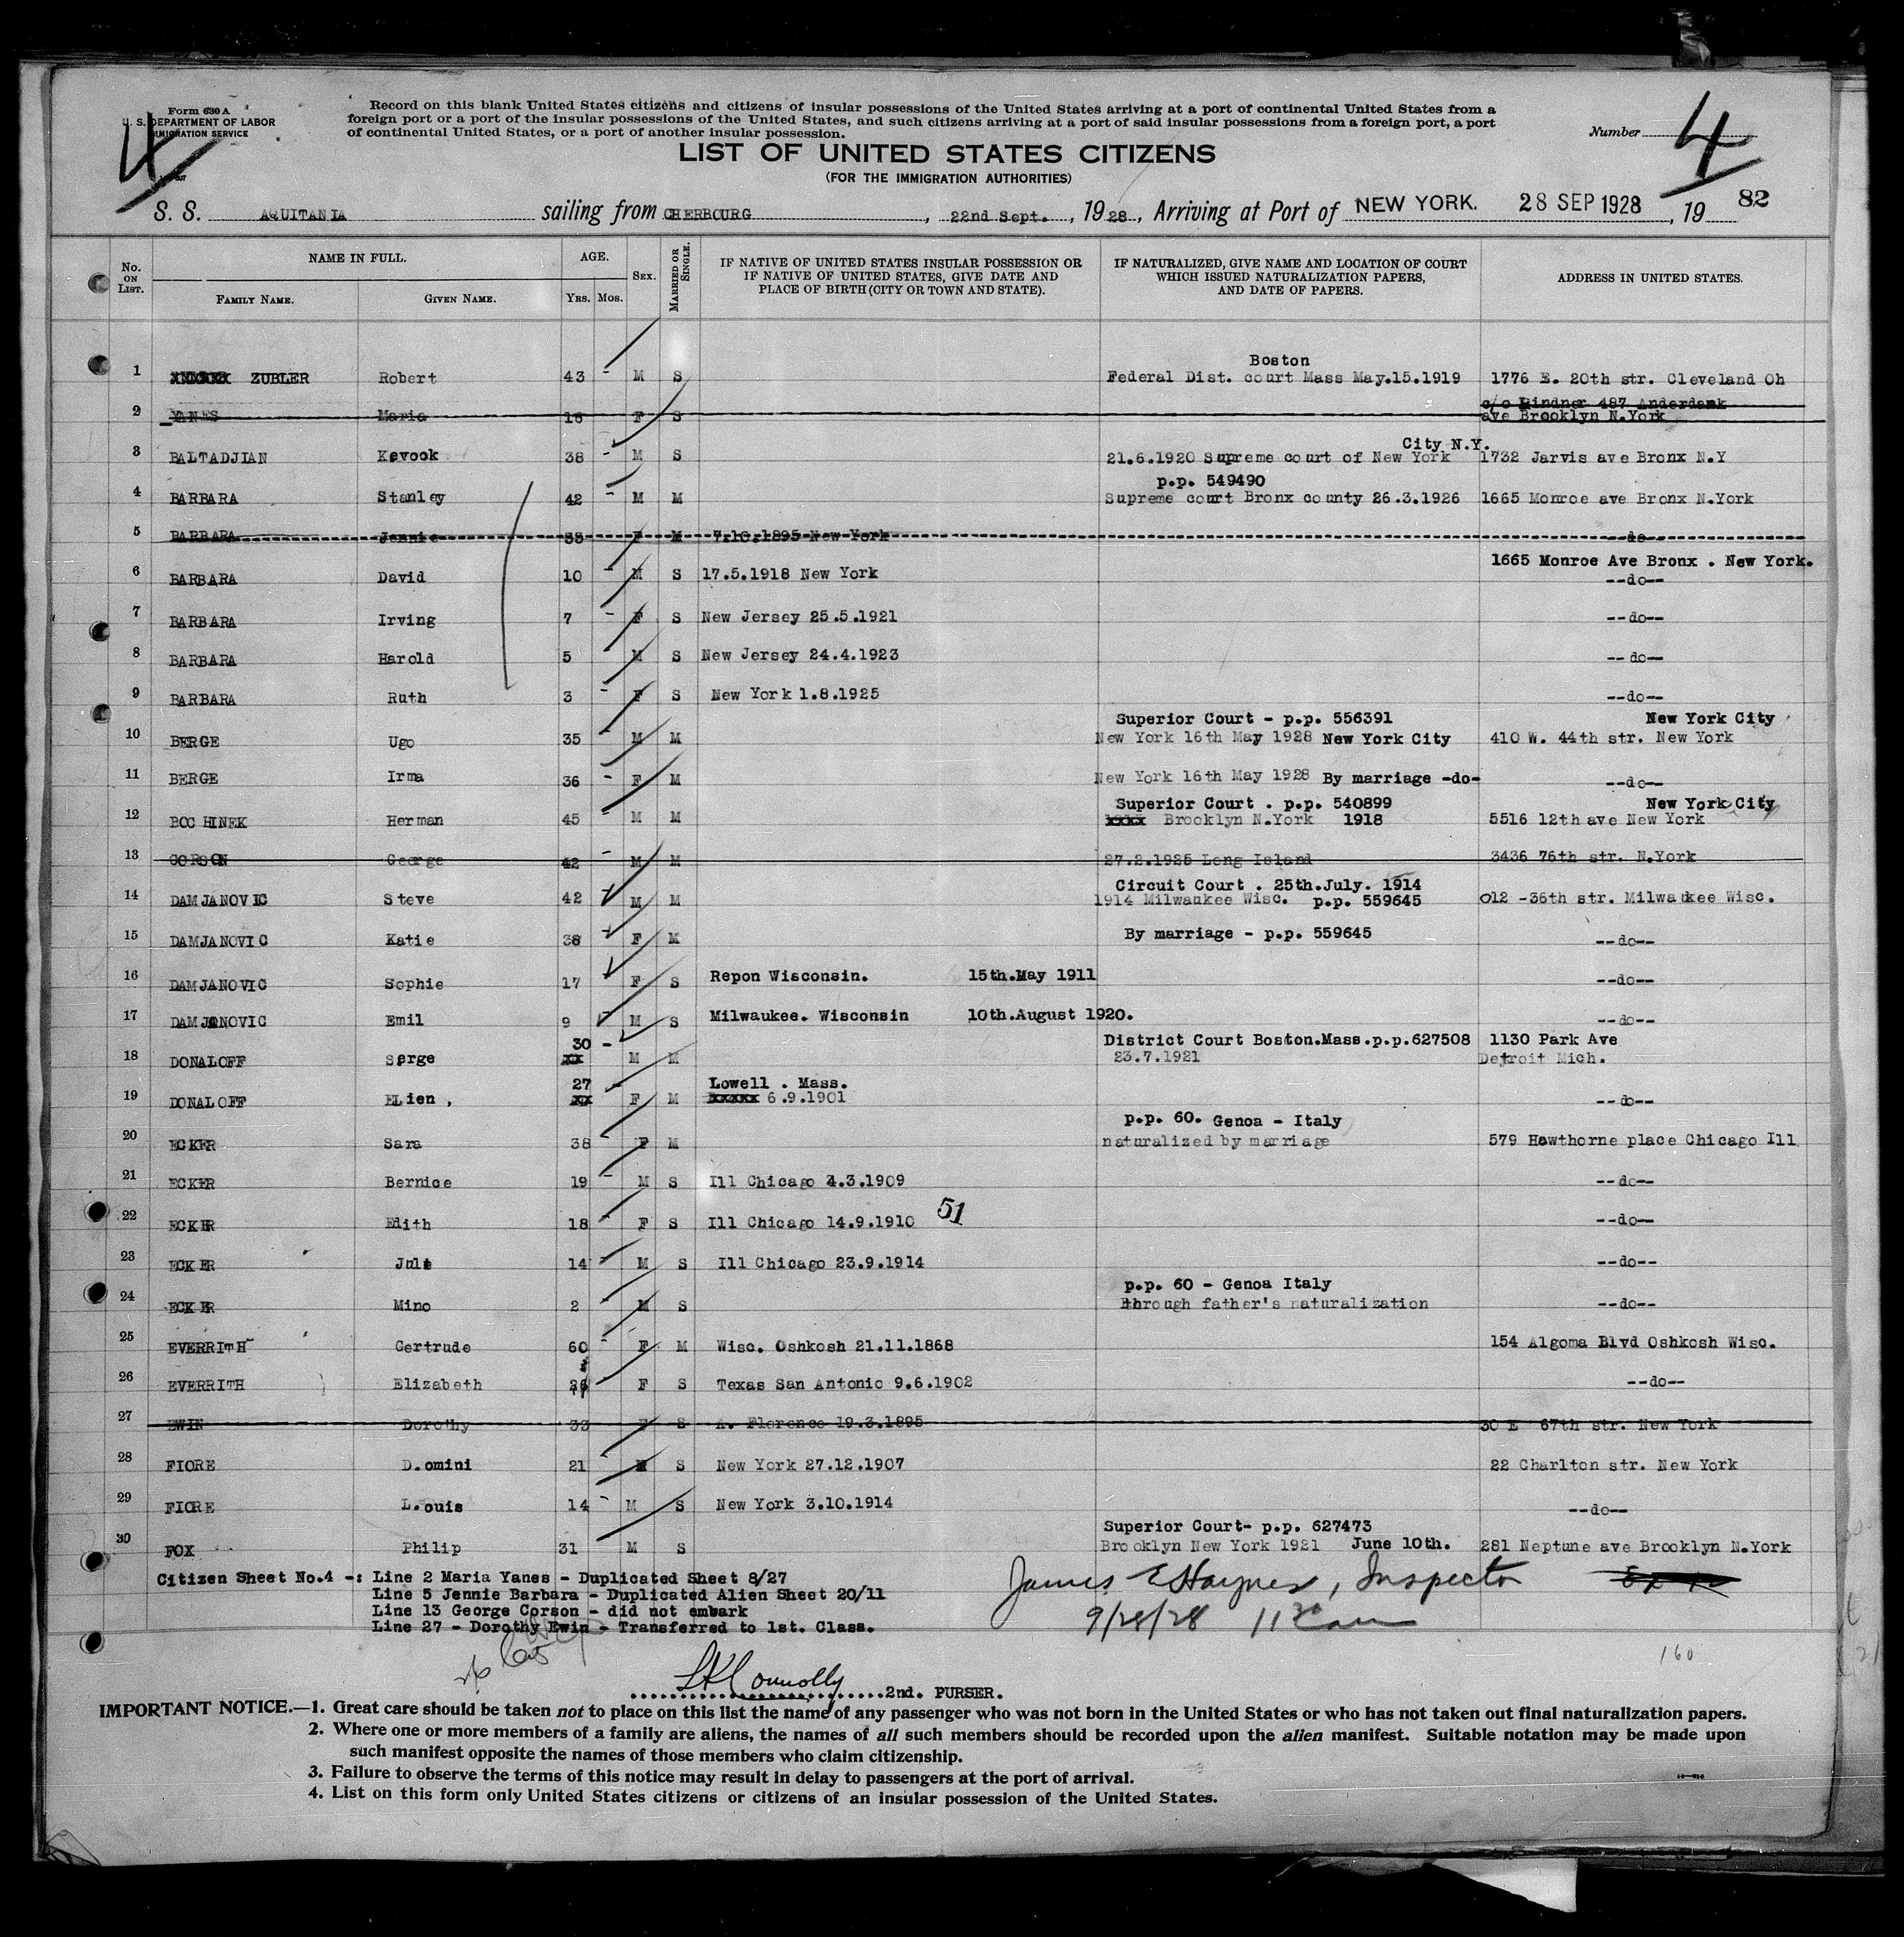 Form 630 A
U. S. DEPARTMENT OF LABOR
IMMIGRATION SERVICE
4
Record on this blank United States citizens and citizens of insular possessions of the United States arriving at a port of continental United States from a
foreign port or a port of the insular possessions of the United States, and such citizens arriving at a port of said insular possessions from a foreign port, a port
of continental United States, or a port of another insular possession.
Number 4
LIST OF UNITED STATES CITIZENS
(FOR THE IMMIGRATION AUTHORITIES)
S. S. AQUITANIA sailing from CHERBOURG, 22nd Sept., 1928, Arriving at Port of NEW YORK. 28 SEP 1928, 19 82
No. ON LIST. NAME IN FULL. FAMILY NAME. GIVEN NAME. AGE. YRS. MOS. SEX. MARRIED OR SINGLE. IF NATIVE OF UNITED STATES INSULAR POSSESSION OR IF NATIVE OF UNITED STATES, GIVE DATE AND PLACE OF BIRTH (CITY OR TOWN AND STATE). IF NATURALIZED, GIVE NAME AND LOCATION OF COURT WHICH ISSUED NATURALIZATION PAPERS, AND DATE OF PAPERS. ADDRESS IN UNITED STATES.
Boston
1 ZUBLER Robert 43 - M S Federal Dist. court Mass May.15.1919 1776 E. 20th str. Cleveland Oh
c/o Lindner 487 Anderdank
2 YANES Maria 18 F S ave Brooklyn N.York
City N.Y.
3 BALTADJIAN Kevook 38 M S 21.6.1920 Supreme court of New York 1732 Jarvis ave Bronx N.Y
p.p. 549490
4 BARBARA Stanley 42 - M M Supreme court Bronx county 26.3.1926 1665 Monroe ave Bronx N.York
5 BARBARA Jennie 33 F M 7.10.1895 New York --do--
1665 Monroe Ave Bronx . New York.
6 BARBARA David 10 - M S 17.5.1918 New York --do--
7 BARBARA Irving 7 - F S New Jersey 25.5.1921 --do--
8 BARBARA Harold 5 M S New Jersey 24.4.1923 --do--
9 BARBARA Ruth 3 - F S New York 1.8.1925 --do--
Superior Court - p.p. 556391 New York City
10 BERGE Ugo 35 M M New York 16th May 1928 New York City 410 W. 44th str. New York
11 BERGE Irma 36 - F M New York 16th May 1928 By marriage -do- --do--
Superior Court . p.p. 540899 New York City
12 BOCHINEK Herman 45 - M M xxxx Brooklyn N.York 1918 5516 12th ave New York
13 CORSON George 42 - M M 27.2.1925 Long Island 3436 76th str. N.York
Circuit Court . 25th.July. 1914
14 DAMJANOVIC Steve 42 M M 1914 Milwaukee Wisc. p.p. 559645 012 -36th str. Milwaukee Wisc.
15 DAMJANOVIC Katie 38 F M By marriage - p.p. 559645 --do--
16 DAMJANOVIC Sophie 17 F S Repon Wisconsin. 15th.May 1911 --do--
17 DAMJANOVIC Emil 9 M S Milwaukee. Wisconsin 10th.August 1920. --do--
30 - District Court Boston.Mass.p.p.627508 1130 Park Ave
18 DONALOFF Serge xx M M 23.7.1921 Detroit Mich.
27 - Lowell . Mass.
19 DONALOFF ELien , xx F M xxxxx 6.9.1901 --do--
p.p. 60. Genoa - Italy
20 ECKER Sara 38 F M naturalized by marriage 579 Hawthorne place Chicago Ill
21 ECKER Bernice 19 - M S Ill Chicago 4.3.1909 --do--
22 ECKER Edith 18 F S Ill Chicago 14.9.1910 51 --do--
23 ECKER Jule 14 M S Ill Chicago 23.9.1914 --do--
p.p. 60 - Genoa Italy
24 ECKER Mino 2 M S through father's naturalization --do--
25 EVERRITH Gertrude 60 - F M Wisc. Oshkosh 21.11.1868 154 Algoma Blvd Oshkosh Wisc.
26 EVERRITH Elizabeth 26 F S Texas San Antonio 9.6.1902 --do--
27 EWIN Dorothy 33 F S A. Florence 19.3.1895 30 E 67th str. New York
28 FIORE D.omini 21 M S New York 27.12.1907 22 Charlton str. New York
29 FIORE L.ouis 14 - M S New York 3.10.1914 --do--
Superior Court- p.p. 627473
30 FOX Philip 31 M S Brooklyn New York 1921 June 10th. 281 Neptune ave Brooklyn N.York
Citizen Sheet No.4 -: Line 2 Maria Yanes - Duplicated Sheet 8/27
Line 5 Jennie Barbara - Duplicated Alien Sheet 20/11
Line 13 George Corson - did not embark
Line 27 - Dorothy Ewin - Transferred to 1st. Class.
James E Haynes, Inspector
9/28/28 11 30 am
160
LK Connolly
2nd. PURSER.
IMPORTANT NOTICE.—1. Great care should be taken not to place on this list the name of any passenger who was not born in the United States or who has not taken out final naturalization papers.
2. Where one or more members of a family are aliens, the names of all such members should be recorded upon the alien manifest. Suitable notation may be made upon
such manifest opposite the names of those members who claim citizenship.
3. Failure to observe the terms of this notice may result in delay to passengers at the port of arrival.
4. List on this form only United States citizens or citizens of an insular possession of the United States.